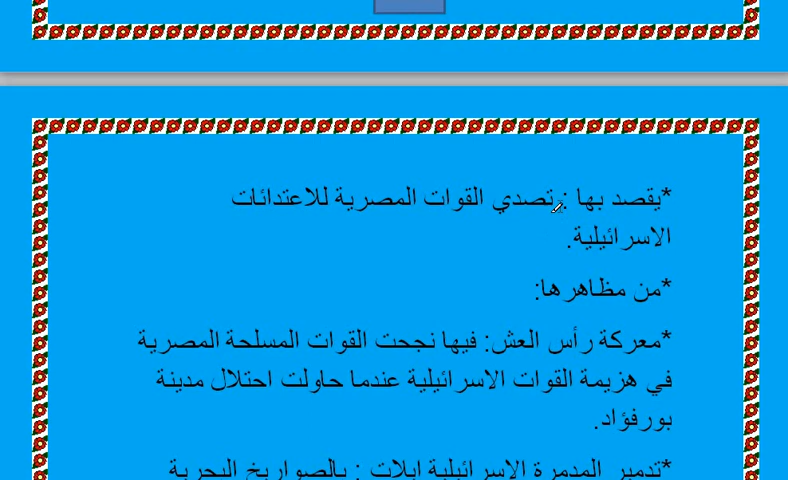 *يقصد بها :تصدي القوات المصرية للاعتدائات
الاسرائيلية.
*من مظاهرها:
*معركة رأس العش: فيها نجحت القوات المسلحة المصرية
في هزيمة القوات الاسرائيلية عندما حاولت احتلال مدينة
بورفؤاد.
*تدمير المدمرة الإسرائيلية ايلات : بالصواريخ البحرية